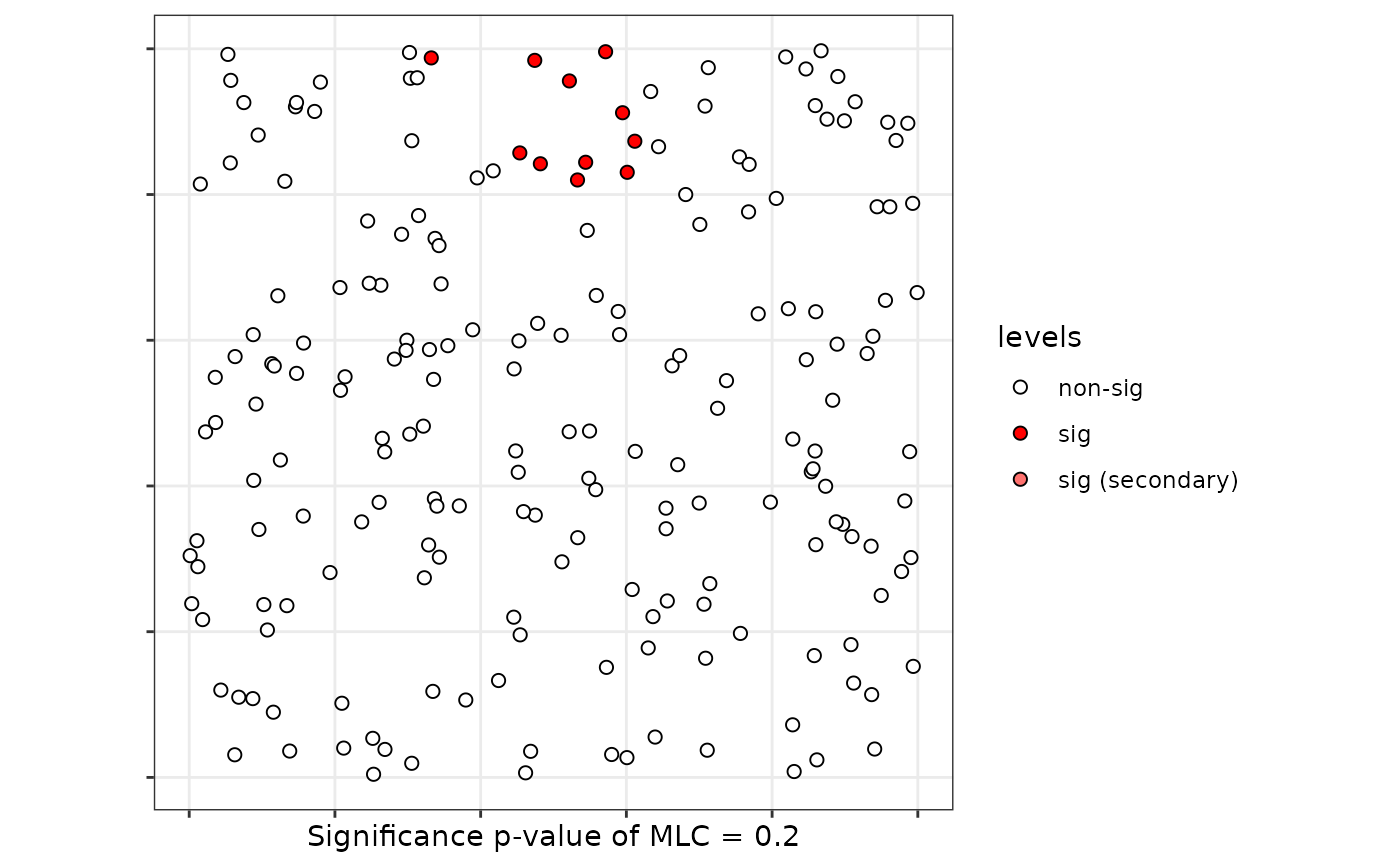 levels
non-sig
sig
sig (secondary)
Significance p-value of MLC = 0.2